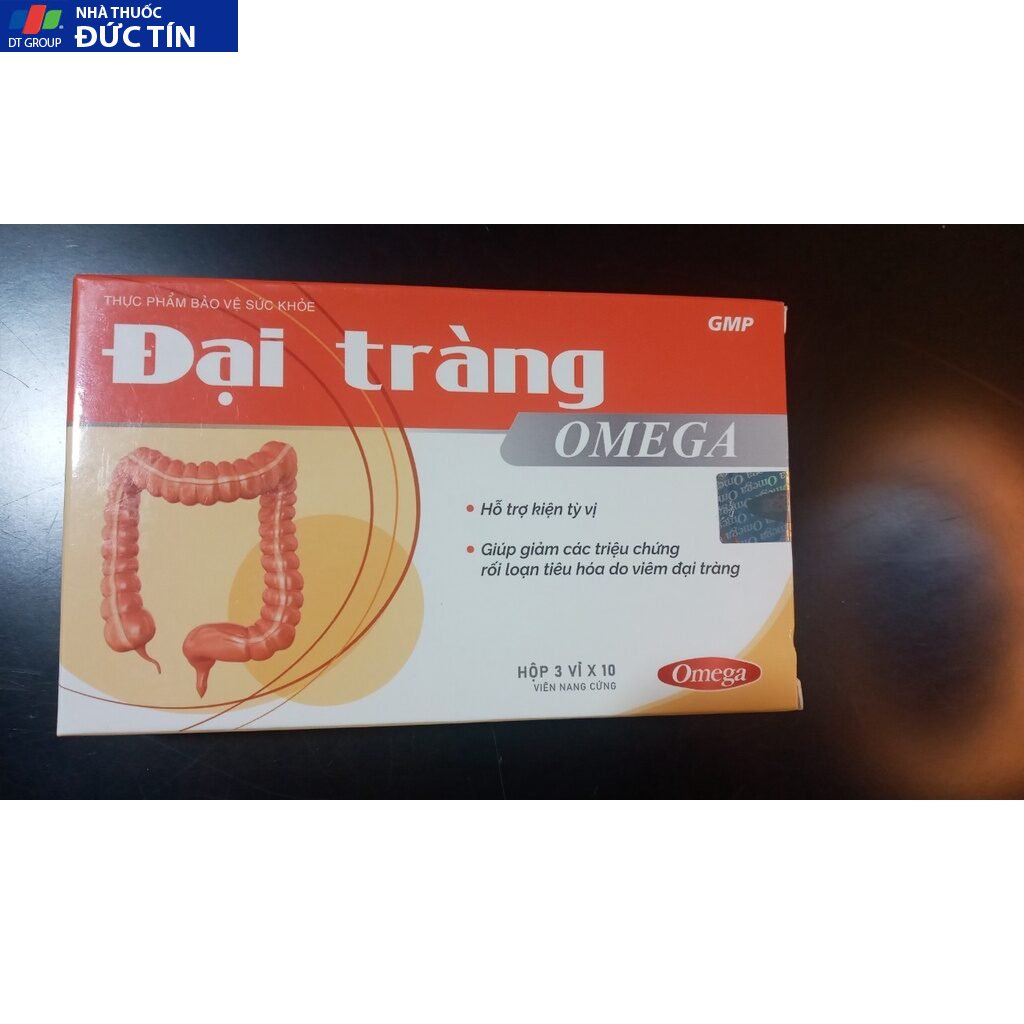 NHÀ THUỐC
ĐỨC TÍN
DT GROUP
THỰC PHẨM BẢO VỆ SỨC KHỎE
GMP
Đại tràng
OMEGA
• Hỗ trợ kiện tỳ vị
• Giúp giảm các triệu chứng
rối loạn tiêu hóa do viêm đại tràng
HỘP 3 VỈ X 10
VIÊN NANG CỨNG
Omega